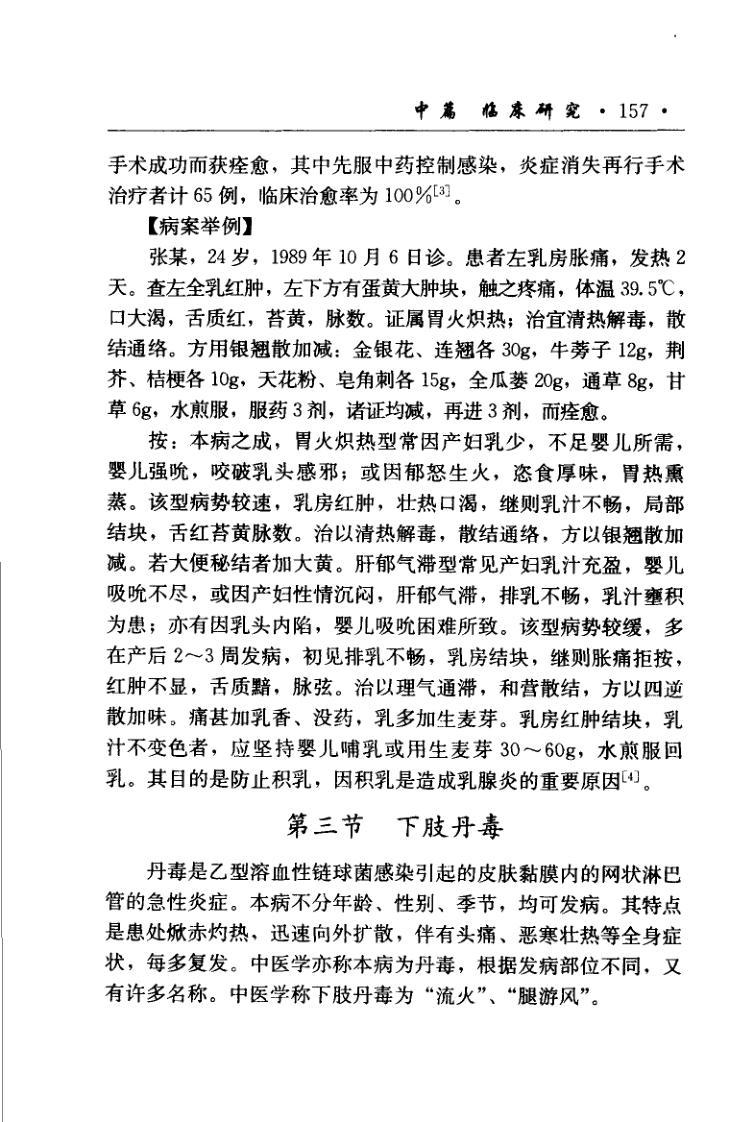 中篇 临床研究 · 157 ·
手术成功而获痊愈，其中先服中药控制感染，炎症消失再行手术
治疗者计 65 例，临床治愈率为 100%[3]。
【病案举例】
张某，24 岁，1989 年 10 月 6 日诊。患者左乳房胀痛，发热 2
天。查左全乳红肿，左下方有蛋黄大肿块，触之疼痛，体温 39.5℃，
口大渴，舌质红，苔黄，脉数。证属胃火炽热；治宜清热解毒，散
结通络。方用银翘散加减：金银花、连翘各 30g，牛蒡子 12g，荆
芥、桔梗各 10g，天花粉、皂角刺各 15g，全瓜蒌 20g，通草 8g，甘
草 6g，水煎服，服药 3 剂，诸证均减，再进 3 剂，而痊愈。
按：本病之成，胃火炽热型常因产妇乳少，不足婴儿所需，
婴儿强吮，咬破乳头感邪；或因郁怒生火，恣食厚味，胃热熏
蒸。该型病势较速，乳房红肿，壮热口渴，继则乳汁不畅，局部
结块，舌红苔黄脉数。治以清热解毒，散结通络，方以银翘散加
减。若大便秘结者加大黄。肝郁气滞型常见产妇乳汁充盈，婴儿
吸吮不尽，或因产妇性情沉闷，肝郁气滞，排乳不畅，乳汁壅积
为患；亦有因乳头内陷，婴儿吸吮困难所致。该型病势较缓，多
在产后 2～3 周发病，初见排乳不畅，乳房结块，继则胀痛拒按，
红肿不显，舌质黯，脉弦。治以理气通滞，和营散结，方以四逆
散加味。痛甚加乳香、没药，乳多加生麦芽。乳房红肿结块，乳
汁不变色者，应坚持婴儿哺乳或用生麦芽 30～60g，水煎服回
乳。其目的是防止积乳，因积乳是造成乳腺炎的重要原因[4]。
第三节 下肢丹毒
丹毒是乙型溶血性链球菌感染引起的皮肤黏膜内的网状淋巴
管的急性炎症。本病不分年龄、性别、季节，均可发病。其特点
是患处焮赤灼热，迅速向外扩散，伴有头痛、恶寒壮热等全身症
状，每多复发。中医学亦称本病为丹毒，根据发病部位不同，又
有许多名称。中医学称下肢丹毒为“流火”、“腿游风”。